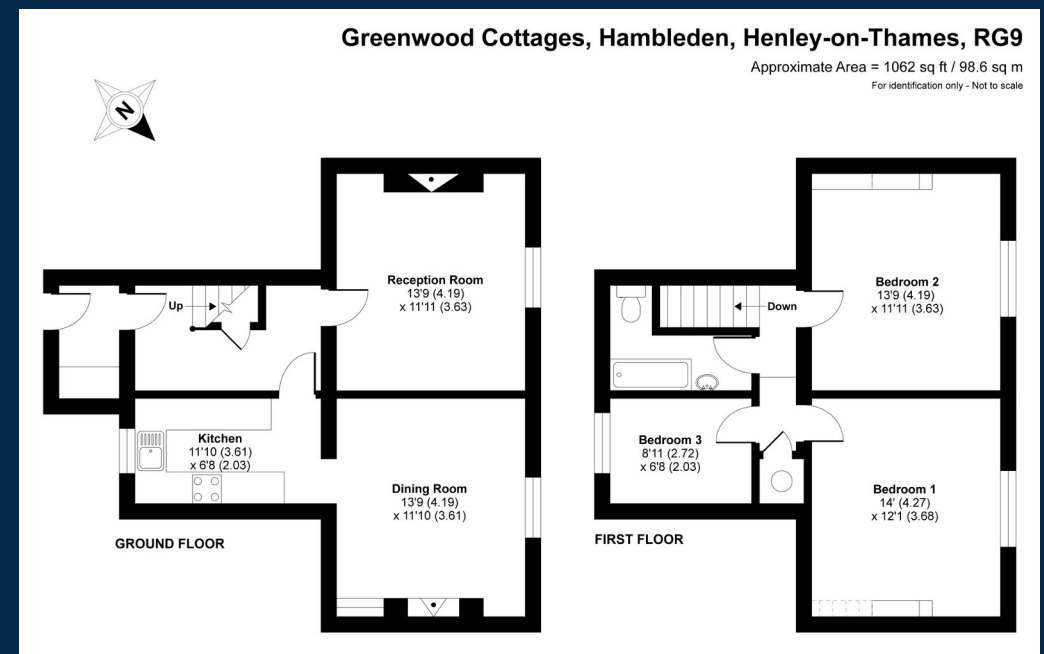 Greenwood Cottages, Hambleden, Henley-on-Thames, RG9
Approximate Area = 1062 sq ft / 98.6 sq m
For identification only - Not to scale
N
Reception Room
13'9 (4.19)
x 11'11 (3.63)
Up
Kitchen
11'10 (3.61)
x 6'8 (2.03)
Dining Room
13'9 (4.19)
x 11'10 (3.61)
GROUND FLOOR
Bedroom 2
13'9 (4.19)
x 11'11 (3.63)
Down
Bedroom 3
8'11 (2.72)
x 6'8 (2.03)
Bedroom 1
14' (4.27)
x 12'1 (3.68)
FIRST FLOOR